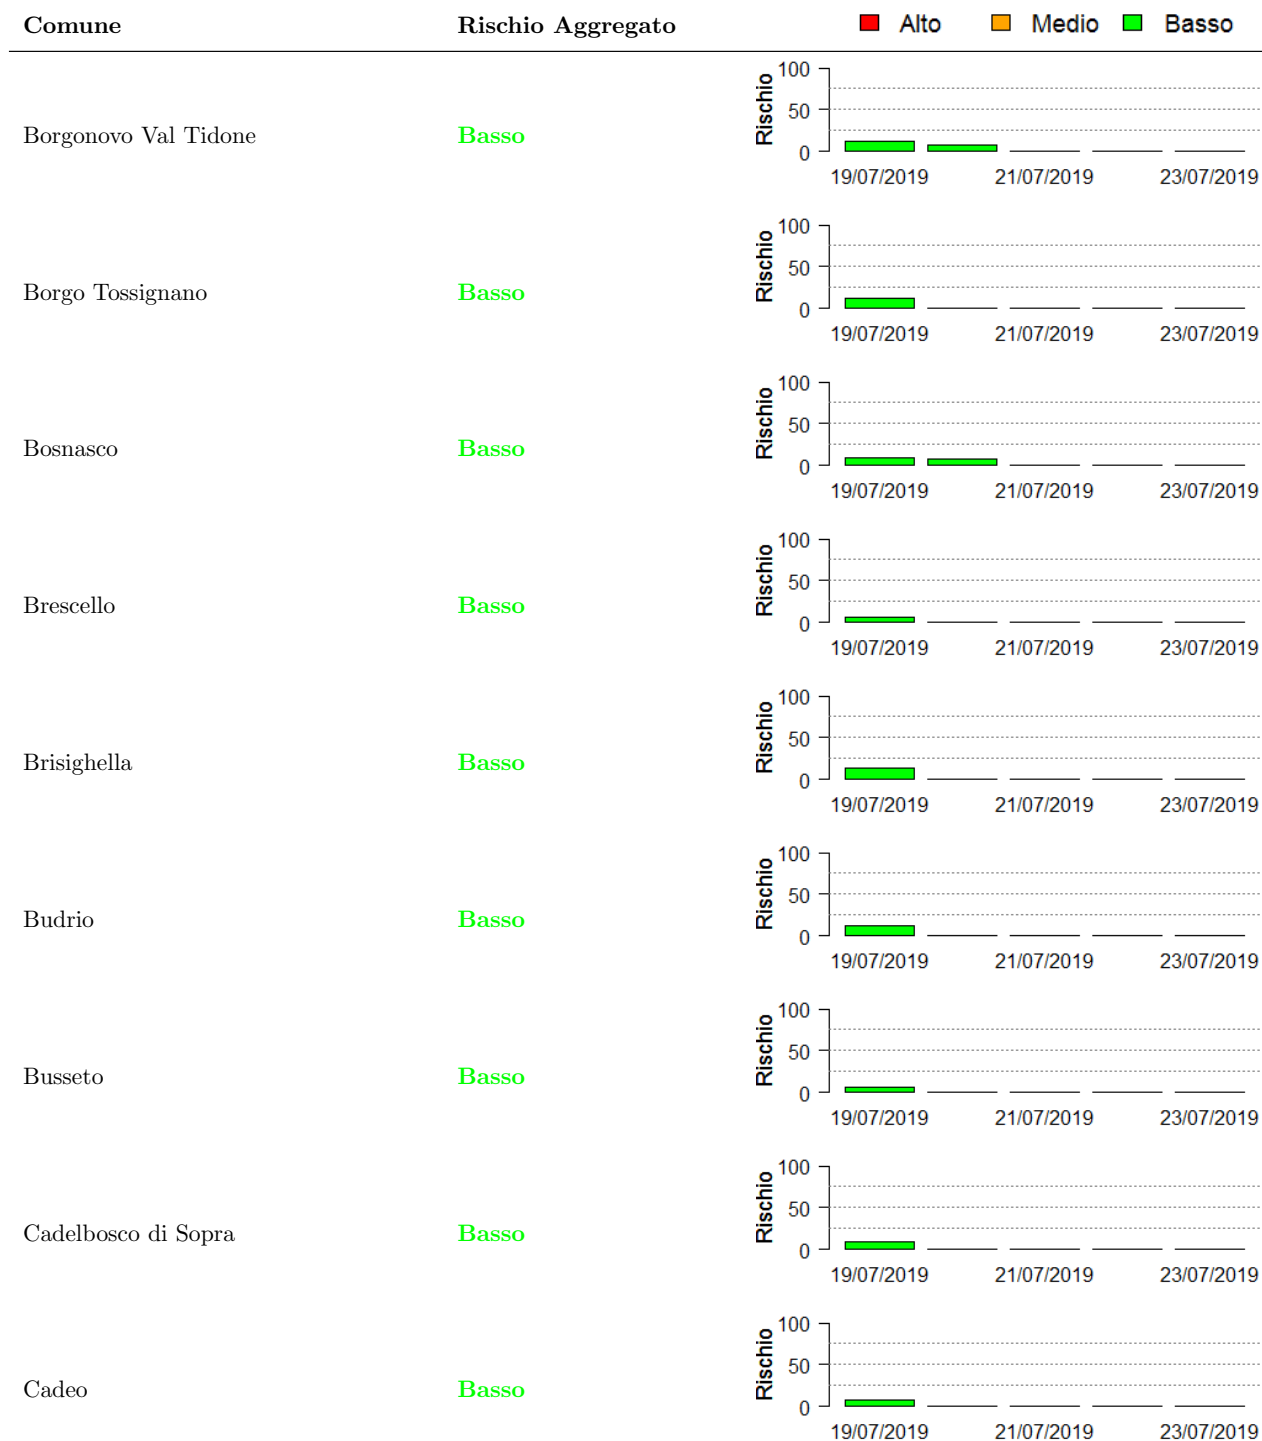 Comune Rischio Aggregato Alto Medio Basso
Borgonovo Val Tidone Basso
Rischio
100
50
0
19/07/2019 21/07/2019 23/07/2019
Borgo Tossignano Basso
Rischio
100
50
0
19/07/2019 21/07/2019 23/07/2019
Bosnasco Basso
Rischio
100
50
0
19/07/2019 21/07/2019 23/07/2019
Brescello Basso
Rischio
100
50
0
19/07/2019 21/07/2019 23/07/2019
Brisighella Basso
Rischio
100
50
0
19/07/2019 21/07/2019 23/07/2019
Budrio Basso
Rischio
100
50
0
19/07/2019 21/07/2019 23/07/2019
Busseto Basso
Rischio
100
50
0
19/07/2019 21/07/2019 23/07/2019
Cadelbosco di Sopra Basso
Rischio
100
50
0
19/07/2019 21/07/2019 23/07/2019
Cadeo Basso
Rischio
100
50
0
19/07/2019 21/07/2019 23/07/2019